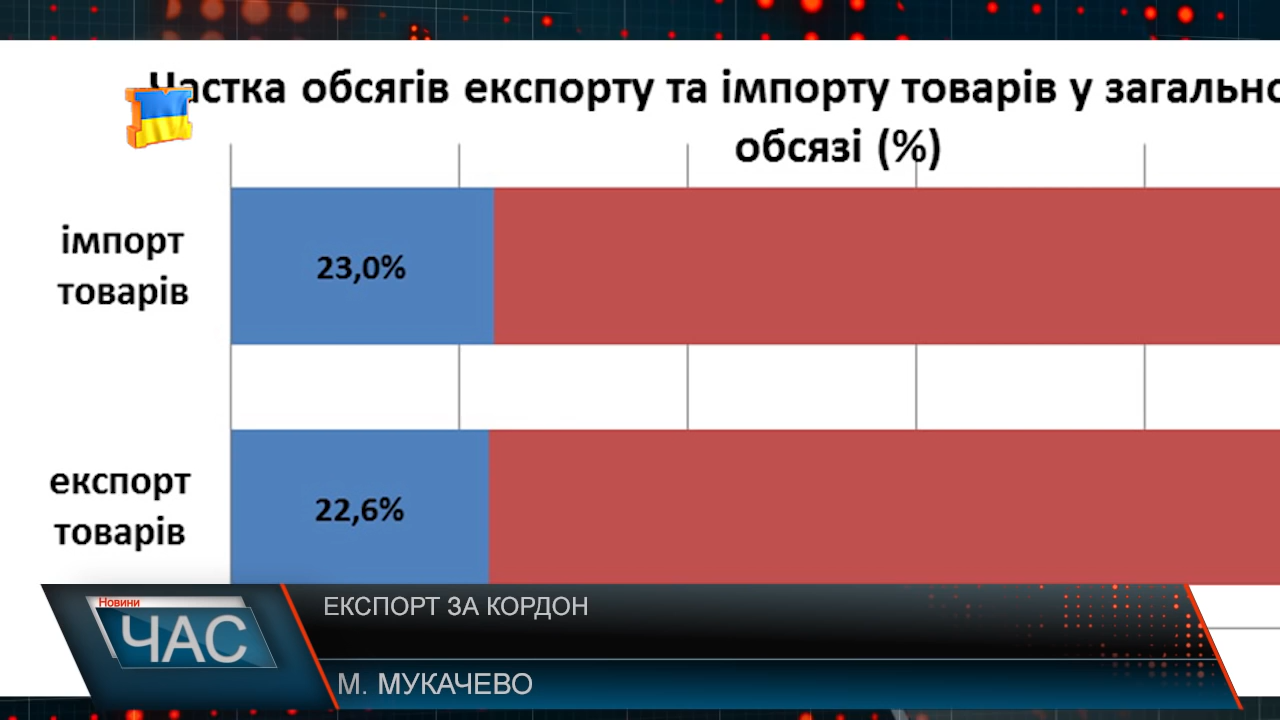 Частка обсягів експорту та імпорту товарів у загально
обсязі (%)
імпорт
товарів
23,0%
експорт
товарів
22,6%
Новини
ЧАС
ЕКСПОРТ ЗА КОРДОН
М. МУКАЧЕВО